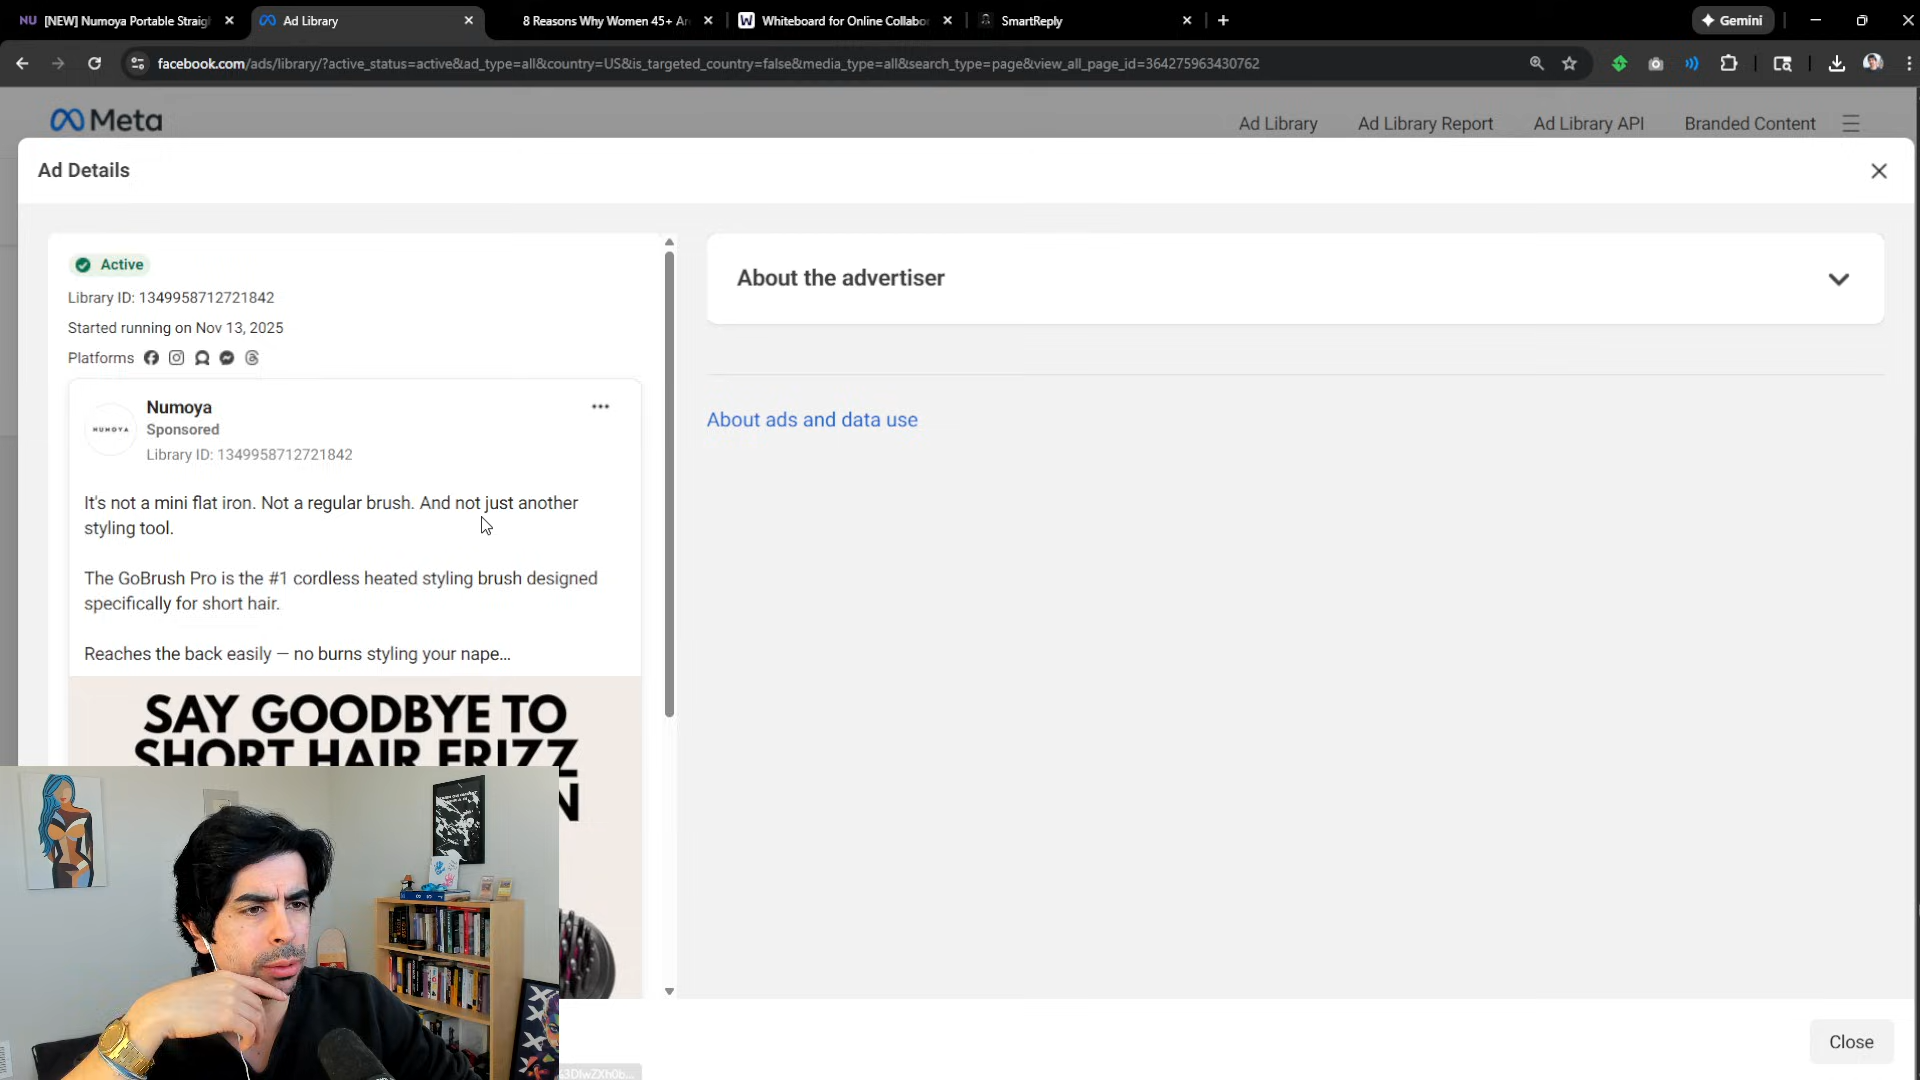 [NEW] Numoya Portable Straig
Ad Library
8 Reasons Why Women 45+ Ar
Whiteboard for Online Collabo
SmartReply
Gemini
facebook.com/ads/library/?active_status=active&ad_type=all&country=US&is_targeted_country=false&media_type=all&search_type=page&view_all_page_id=364275963430762
Meta
Ad Library
Ad Library Report
Ad Library API
Branded Content
Ad Details
Active
Library ID: 1349958712721842
Started running on Nov 13, 2025
Platforms
NUMOYA
Numoya
Sponsored
Library ID: 1349958712721842
It's not a mini flat iron. Not a regular brush. And not just another
styling tool.
The GoBrush Pro is the #1 cordless heated styling brush designed
specifically for short hair.
Reaches the back easily — no burns styling your nape...
SAY GOODBYE TO
SHORT HAIR FRIZZ
About the advertiser
About ads and data use
Close